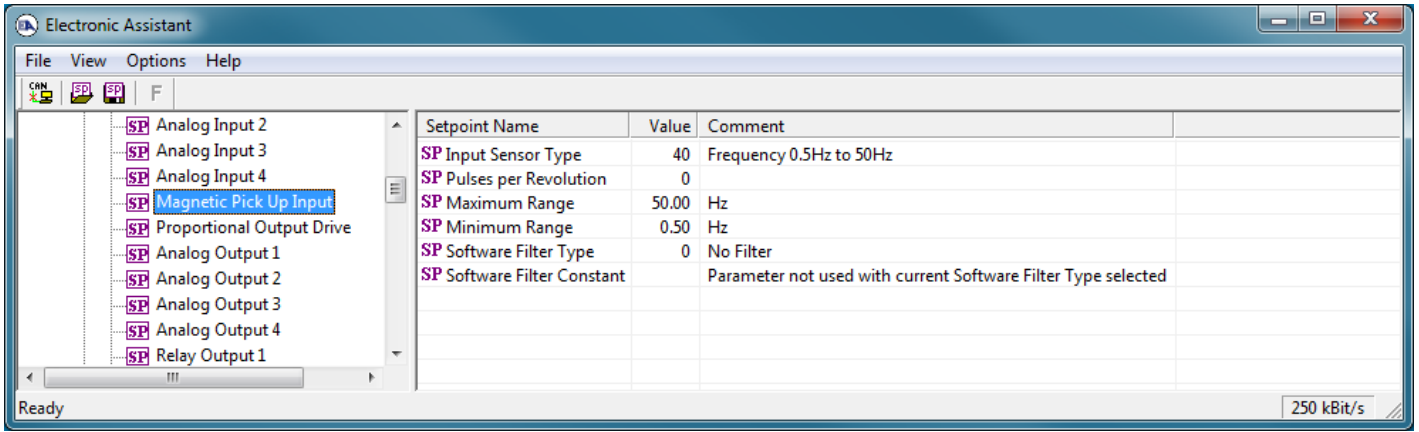 Electronic Assistant
File View Options Help
CAN SP SP F
SP Analog Input 2
SP Analog Input 3
SP Analog Input 4
SP Magnetic Pick Up Input
SP Proportional Output Drive
SP Analog Output 1
SP Analog Output 2
SP Analog Output 3
SP Analog Output 4
SP Relay Output 1
Setpoint Name Value Comment
SP Input Sensor Type 40 Frequency 0.5Hz to 50Hz
SP Pulses per Revolution 0
SP Maximum Range 50.00 Hz
SP Minimum Range 0.50 Hz
SP Software Filter Type 0 No Filter
SP Software Filter Constant Parameter not used with current Software Filter Type selected
Ready 250 kBit/s